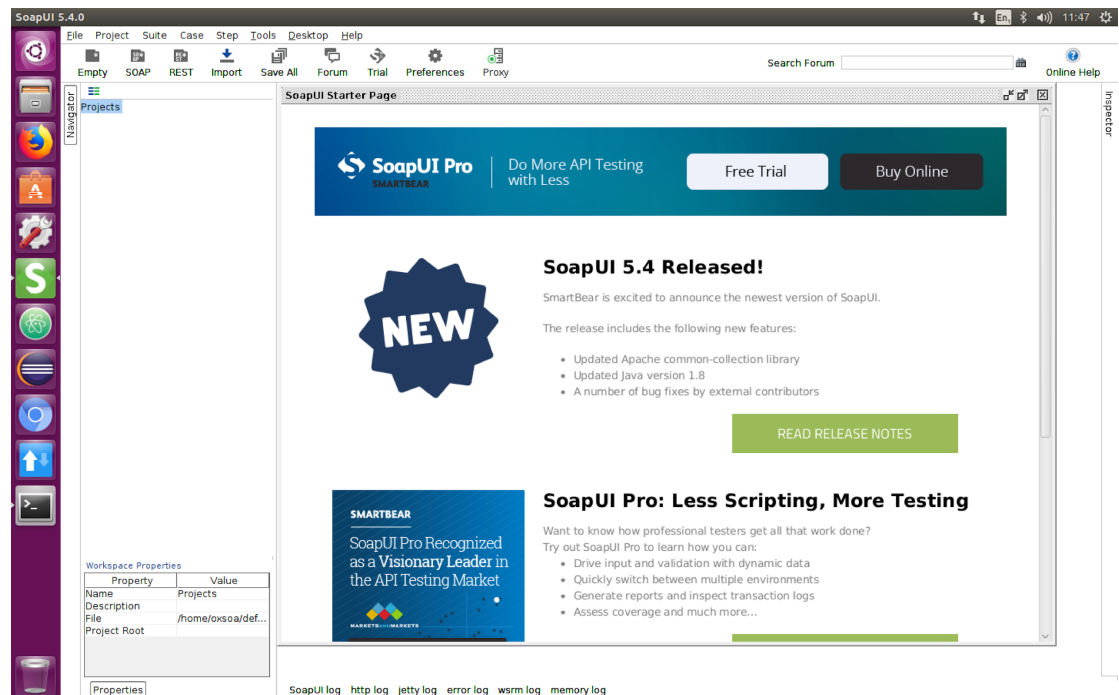 SoapUI 5.4.0
En
11:47
File Project Suite Case Step Tools Desktop Help
Empty SOAP REST Import Save All Forum Trial Preferences Proxy
Search Forum
Online Help
Navigator
Projects
SoapUI Starter Page
Inspector
SoapUI Pro
SMARTBEAR
Do More API Testing
with Less
Free Trial
Buy Online
NEW
SoapUI 5.4 Released!
SmartBear is excited to announce the newest version of SoapUI.
The release includes the following new features:
Updated Apache common-collection library
Updated Java version 1.8
A number of bug fixes by external contributors
READ RELEASE NOTES
SMARTBEAR
SoapUI Pro Recognized
as a Visionary Leader in
the API Testing Market
MARKETSANDMARKETS
SoapUI Pro: Less Scripting, More Testing
Want to know how professional testers get all that work done?
Try out SoapUI Pro to learn how you can:
Drive input and validation with dynamic data
Quickly switch between multiple environments
Generate reports and inspect transaction logs
Assess coverage and much more...
Workspace Properties
Property Value
Name Projects
Description
File /home/oxsoa/def...
Project Root
Properties
SoapUI log http log jetty log error log wsrm log memory log